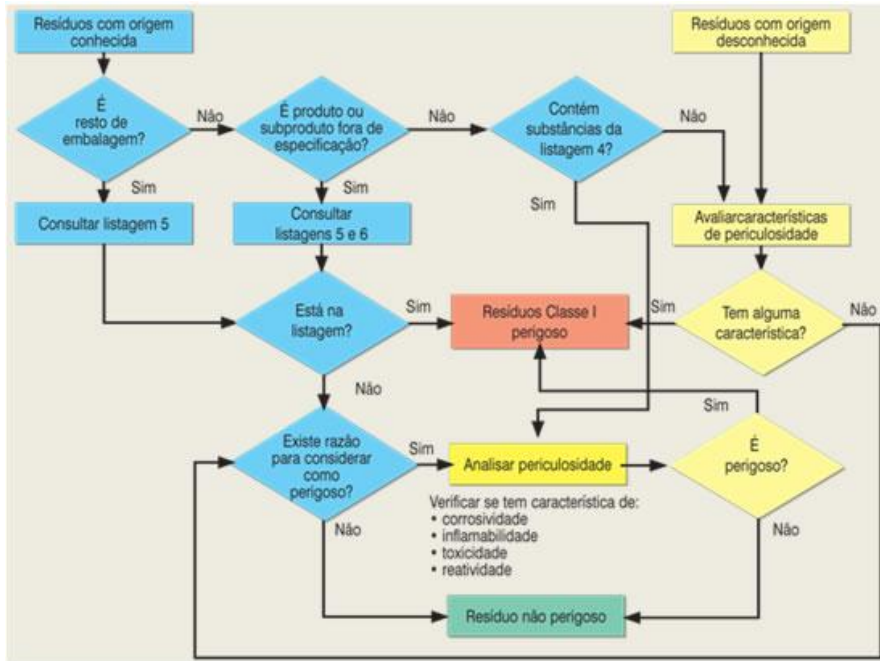 Resíduos com origem
conhecida
Resíduos com origem
desconhecida
É
resto de
embalagem?
Não
É produto ou
subproduto fora de
especificação?
Não
Contém
substâncias da
listagem 4?
Não
Sim
Sim
Sim
Consultar listagem 5
Consultar
listagens 5 e 6
Avaliarcaracterísticas
de periculosidade
Está na
listagem?
Sim
Resíduos Classe I
perigoso
Sim
Tem alguma
característica?
Não
Não
Sim
Existe razão
para considerar
como
perigoso?
Sim
Analisar periculosidade
É
perigoso?
Verificar se tem característica de:
• corrosividade
• inflamabilidade
• toxicidade
• reatividade
Não
Não
Resíduo não perigoso